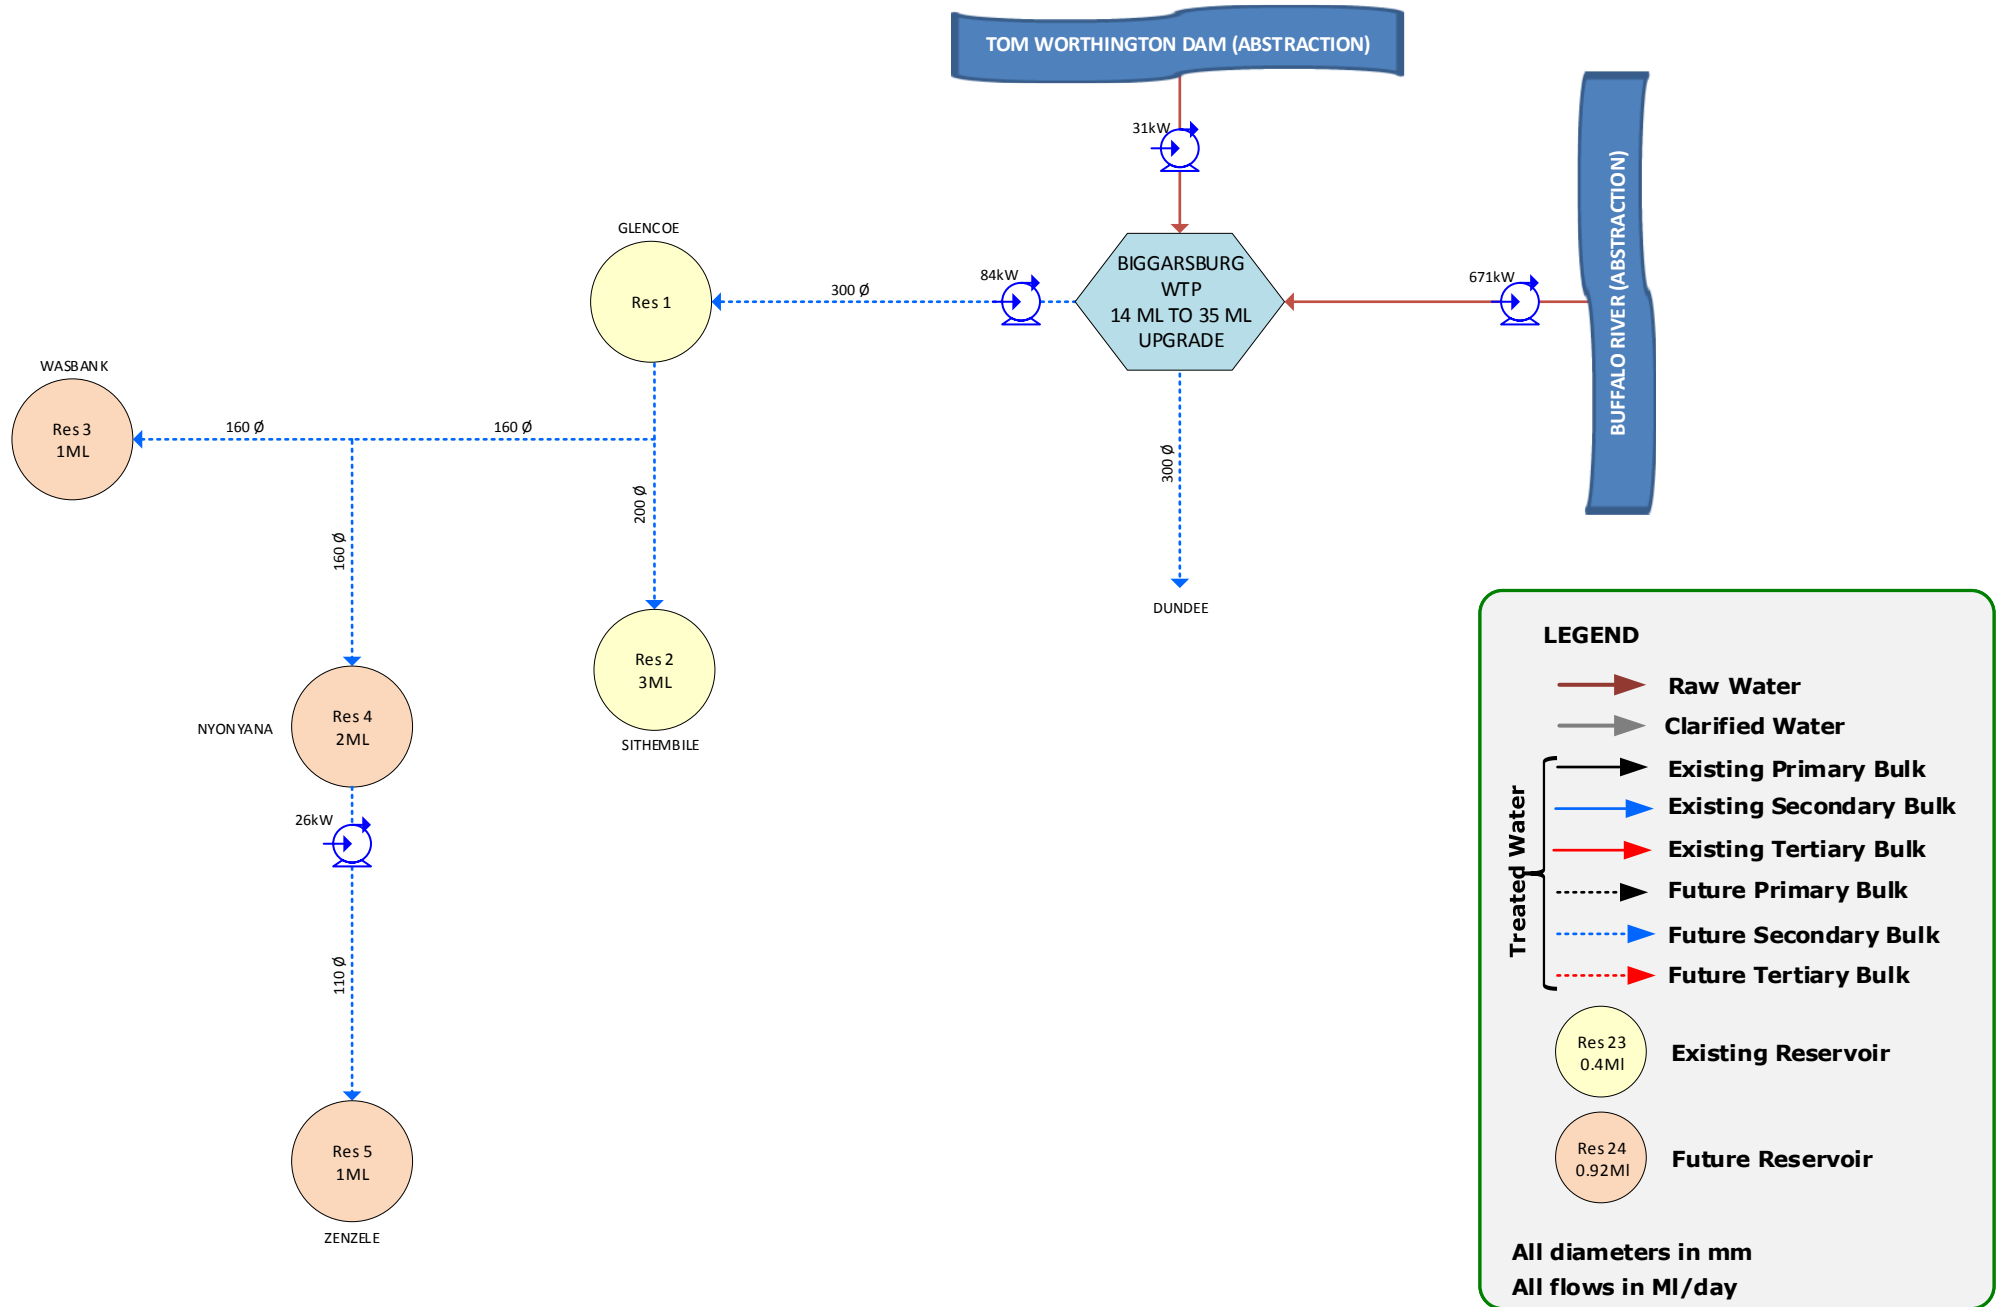 TOM WORTHINGTON DAM (ABSTRACTION)
31kW
BUFFALO RIVER (ABSTRACTION)
GLENCOE
Res 1
300 Ø
84kW
BIGGARSBURG
WTP
14 ML TO 35 ML
UPGRADE
671kW
WASBANK
Res 3
1ML
160 Ø
160 Ø
200 Ø
300 Ø
160 Ø
DUNDEE
Res 2
3ML
SITHEMBILE
NYONYANA
Res 4
2ML
26kW
110 Ø
Res 5
1ML
ZENZELE
LEGEND
Raw Water
Clarified Water
Treated Water
Existing Primary Bulk
Existing Secondary Bulk
Existing Tertiary Bulk
Future Primary Bulk
Future Secondary Bulk
Future Tertiary Bulk
Res 23
0.4Ml
Existing Reservoir
Res 24
0.92Ml
Future Reservoir
All diameters in mm
All flows in Ml/day